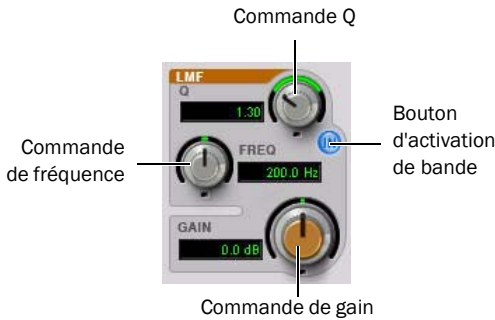 Commande Q
LMF
Q
1.30
IN
Bouton
d'activation
de bande
Commande
de fréquence
FREQ
200.0 Hz
GAIN
0.0 dB
Commande de gain